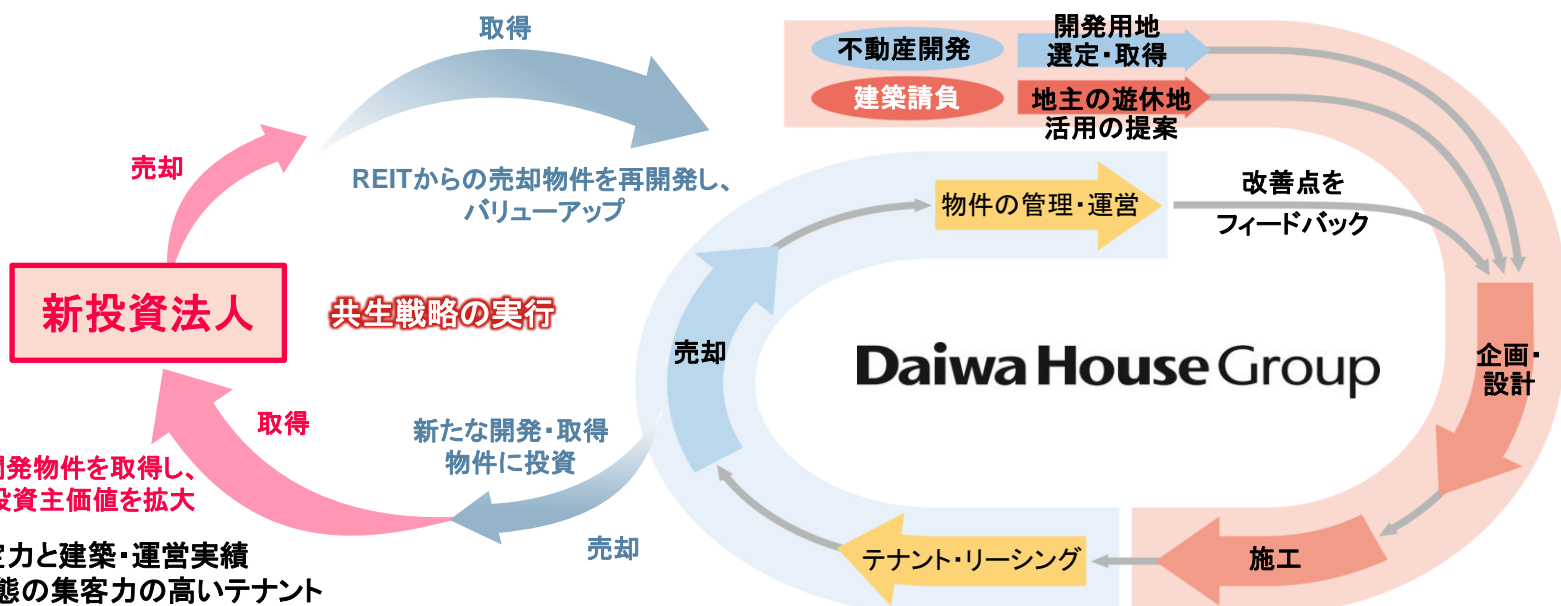 取得
売却
REITからの売却物件を再開発し、
バリューアップ
新投資法人
共生戦略の実行
取得
発物件を取得し、
投資主価値を拡大
新たな開発・取得
物件に投資
売却
力と建築・運営実績
態の集客力の高いテナント
不動産開発
開発用地
選定・取得
建築請負
地主の遊休地
活用の提案
物件の管理・運営
改善点を
フィードバック
売却
Daiwa House Group
企画・
設計
テナント・リーシング
施工